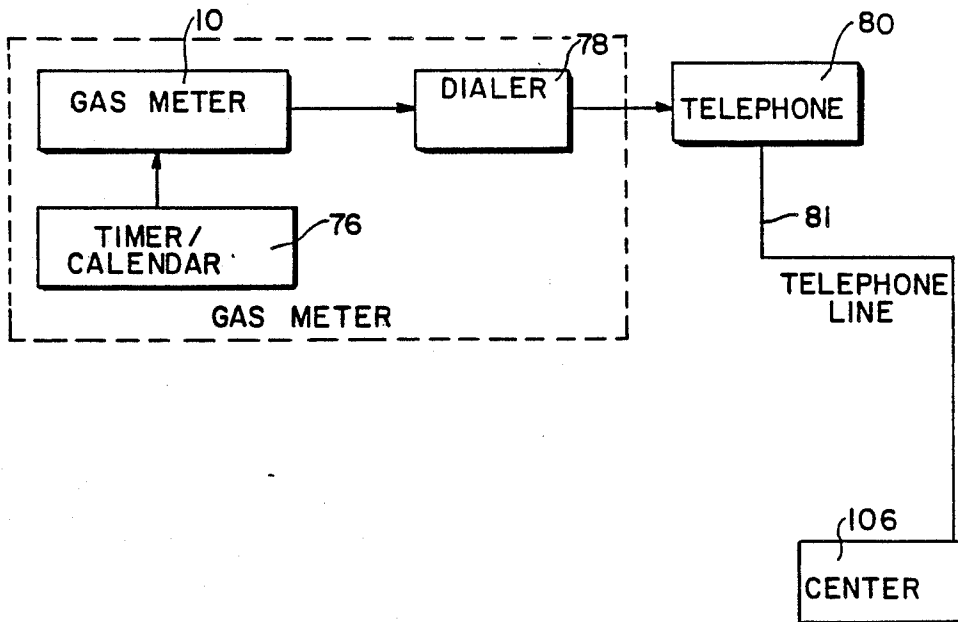 10
GAS METER
78
DIALER
80
TELEPHONE
76
TIMER/
CALENDAR
GAS METER
81
TELEPHONE
LINE
106
CENTER